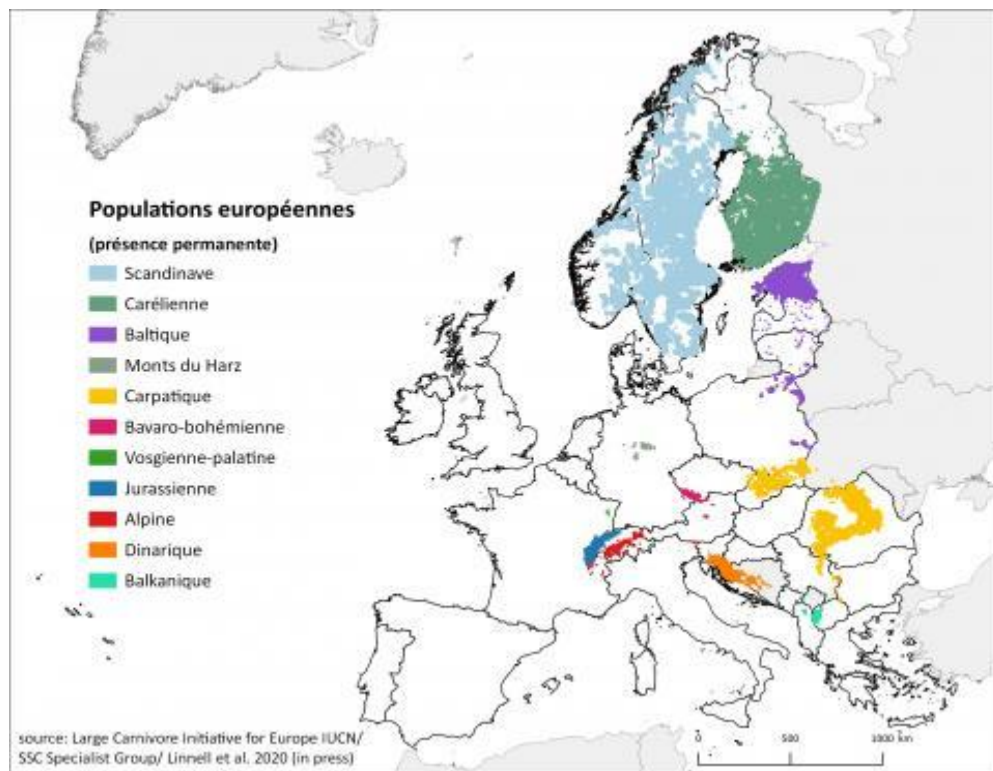 Populations européennes
(présence permanente)
Scandinave
Carélienne
Baltique
Monts du Harz
Carpatique
Bavaro-bohémienne
Vosgienne-palatine
Jurassienne
Alpine
Dinarique
Balkanique
source: Large Carnivore Initiative for Europe IUCN/
SSC Specialist Group/ Linnell et al. 2020 (in press)
0 500 1000 km